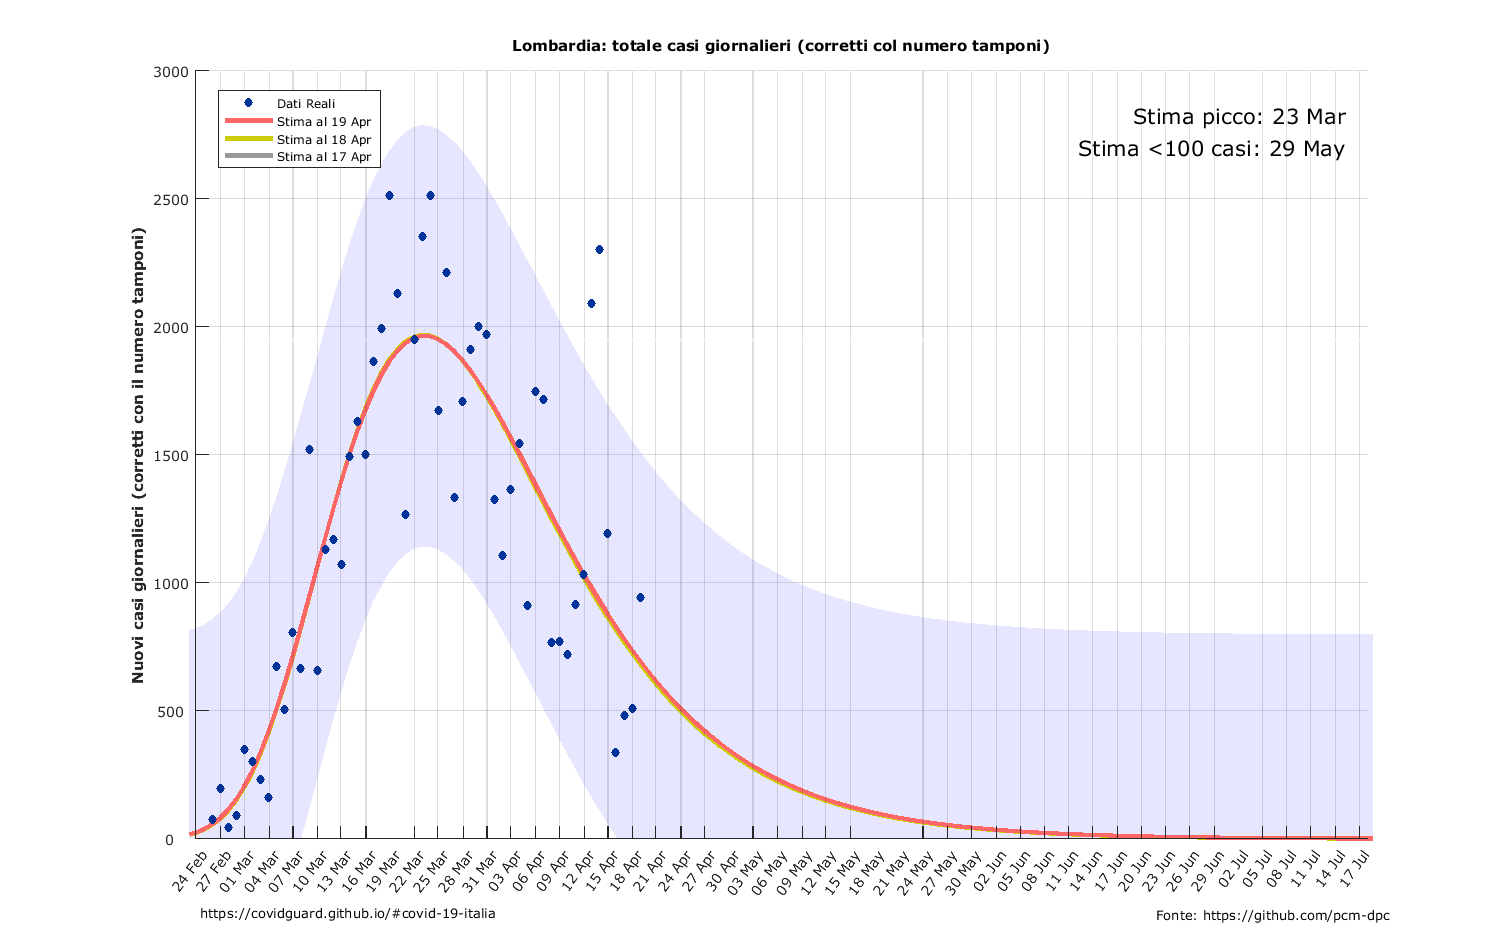 Lombardia: totale casi giornalieri (corretti col numero tamponi)
3000
2500
2000
1500
1000
500
0
Nuovi casi giornalieri (corretti con il numero tamponi)
Dati Reali
Stima al 19 Apr
Stima al 18 Apr
Stima al 17 Apr
Stima picco: 23 Mar
Stima <100 casi: 29 May
24 Feb
27 Feb
01 Mar
04 Mar
07 Mar
10 Mar
13 Mar
16 Mar
19 Mar
22 Mar
25 Mar
28 Mar
31 Mar
03 Apr
06 Apr
09 Apr
12 Apr
15 Apr
18 Apr
21 Apr
24 Apr
27 Apr
30 Apr
03 May
06 May
09 May
12 May
15 May
18 May
21 May
24 May
27 May
30 May
02 Jun
05 Jun
08 Jun
11 Jun
14 Jun
17 Jun
20 Jun
23 Jun
26 Jun
29 Jun
02 Jul
05 Jul
08 Jul
11 Jul
14 Jul
17 Jul
https://covidguard.github.io/#covid-19-italia
Fonte: https://github.com/pcm-dpc